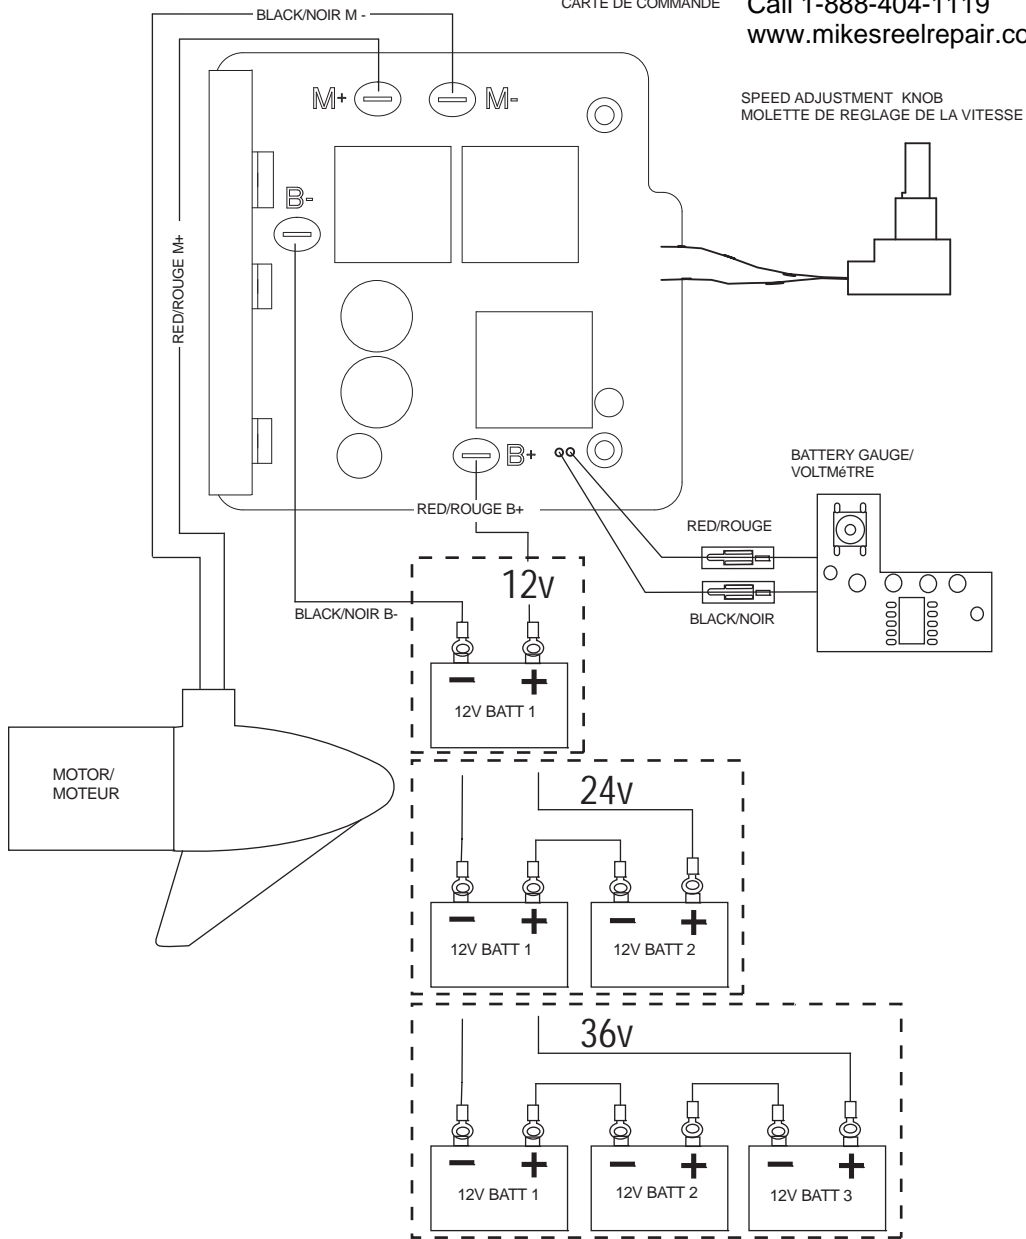 CARTE DE COMMANDE
Call 1-888-404-1119
www.mikesreelrepair.co
BLACK/NOIR M -
M+
M-
SPEED ADJUSTMENT KNOB
MOLETTE DE REGLAGE DE LA VITESSE
B-
RED/ROUGE M+
B+
BATTERY GAUGE/
VOLTMéTRE
RED/ROUGE B+
RED/ROUGE
12v
BLACK/NOIR B-
BLACK/NOIR
− +
12V BATT 1
MOTOR/
MOTEUR
24v
− + − +
12V BATT 1 12V BATT 2
36v
− + − + − +
12V BATT 1 12V BATT 2 12V BATT 3